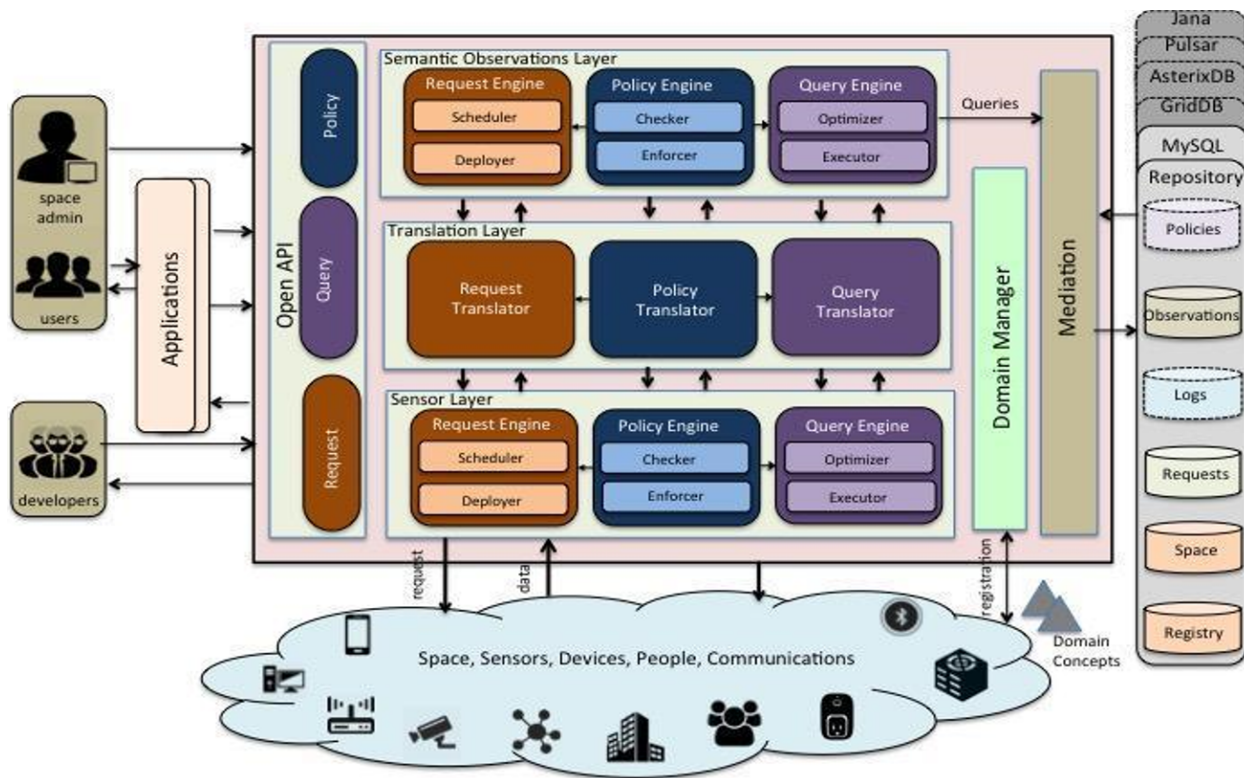 Jana
Pulsar
AsterixDB
GridDB
MySQL
Repository
Policies
Observations
Logs
Requests
Space
Registry
space
admin
users
developers
Applications
Open API
Policy
Query
Request
Semantic Observations Layer
Request Engine
Scheduler
Deployer
Policy Engine
Checker
Enforcer
Query Engine
Optimizer
Executor
Queries
Translation Layer
Request
Translator
Policy
Translator
Query
Translator
Sensor Layer
Request Engine
Scheduler
Deployer
Policy Engine
Checker
Enforcer
Query Engine
Optimizer
Executor
Domain Manager
Mediation
request
data
registration
Domain
Concepts
Space, Sensors, Devices, People, Communications